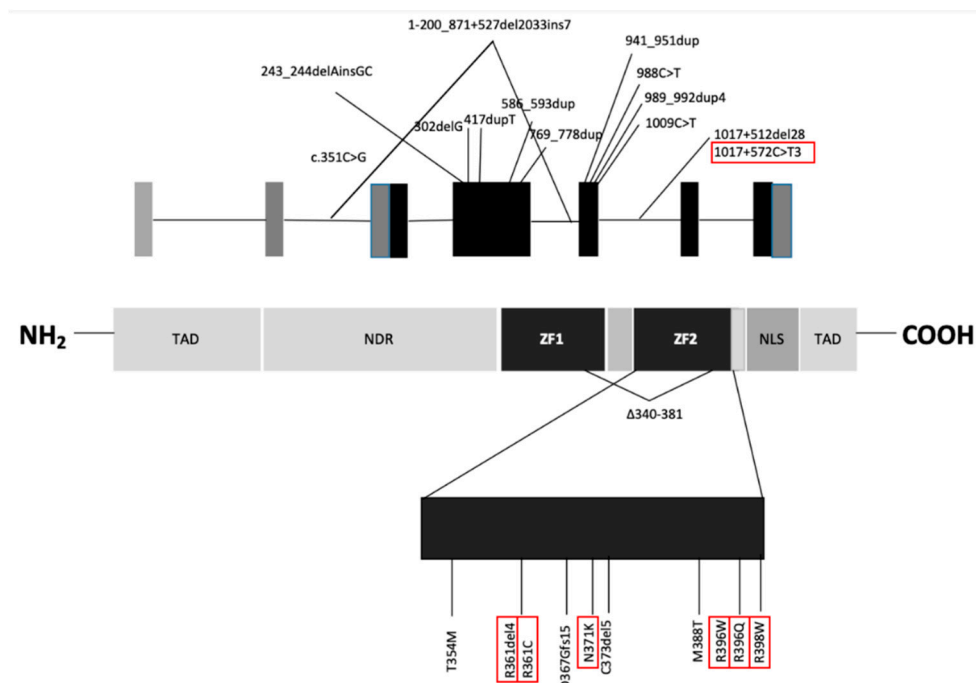 1-200_871+527del2033ins7
941_951dup
243_244delAinsGC
988C>T
586_593dup
989_992dup4
302delG
417dupT
1009C>T
769_778dup
1017+512del28
c.351C>G
1017+572C>T3
NH2
TAD
NDR
ZF1
ZF2
NLS
TAD
COOH
Δ340-381
T354M
R361del4
R361C
N371K
C373del5
M388T
R396W
R396Q
R398W